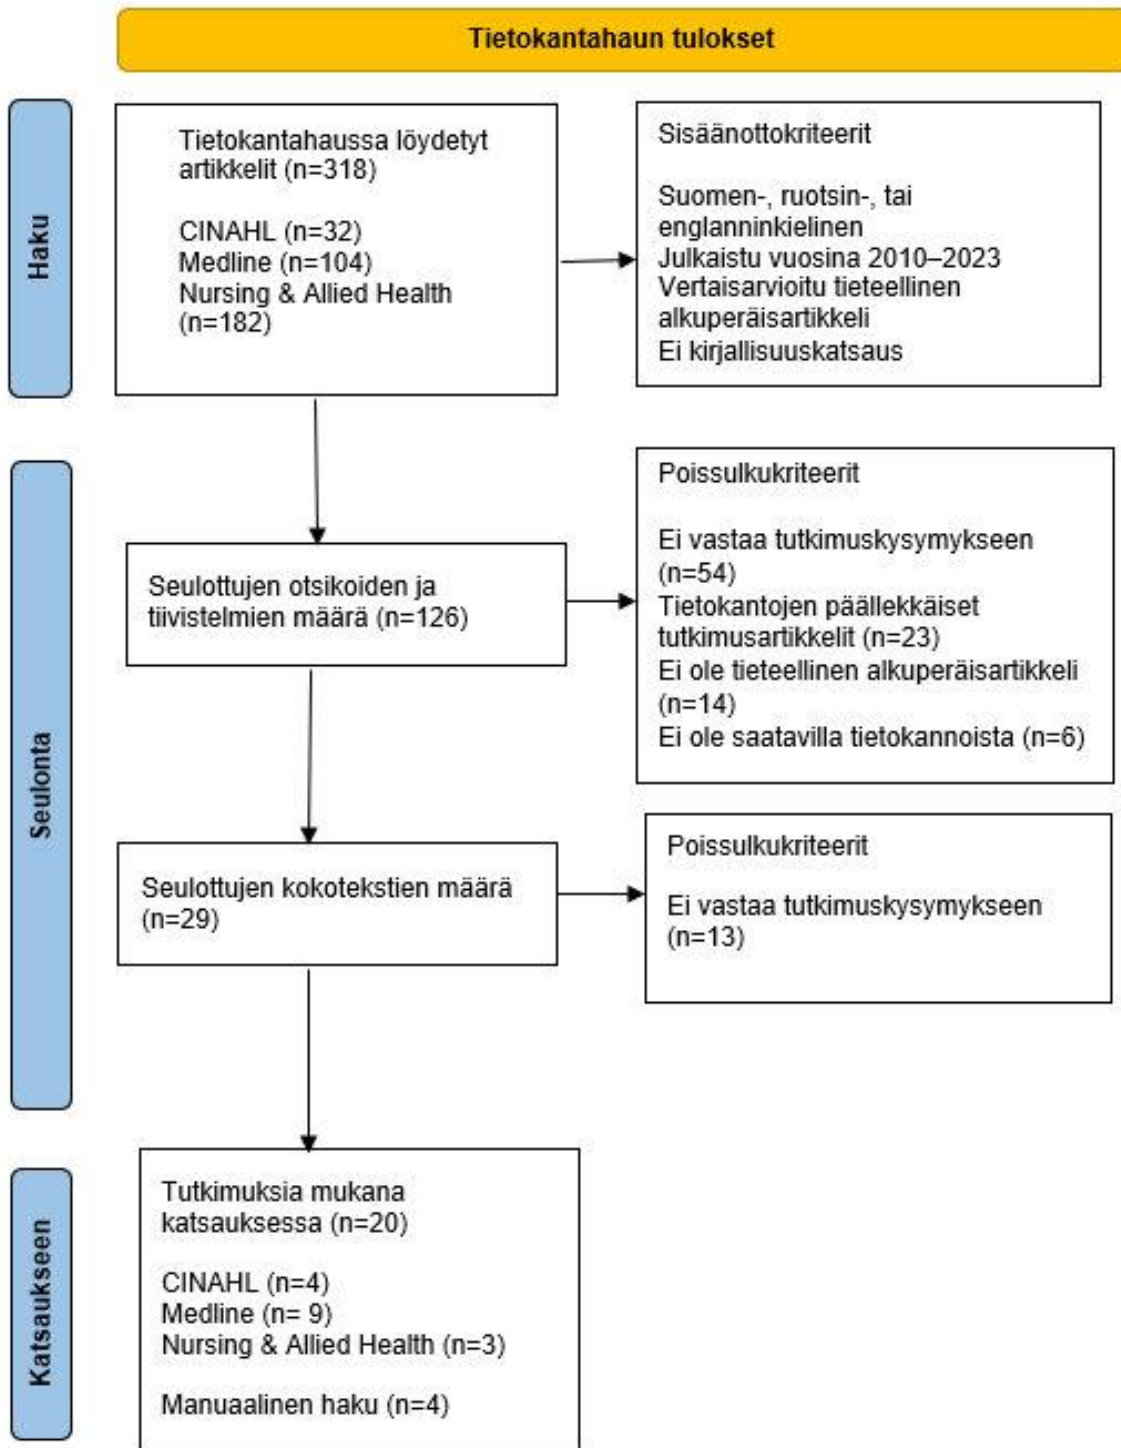 Tietokantahaun tulokset
Haku
Tietokantahaussa löydetyt
artikkelit (n=318)
CINAHL (n=32)
Medline (n=104)
Nursing & Allied Health
(n=182)
Sisäänottokriteerit
Suomen-, ruotsin-, tai
englanninkielinen
Julkaistu vuosina 2010–2023
Vertaisarvioitu tieteellinen
alkuperäisartikkeli
Ei kirjallisuuskatsaus
Seulonta
Seulottujen otsikoiden ja
tiivistelmien määrä (n=126)
Poissulkukriteerit
Ei vastaa tutkimuskysymykseen
(n=54)
Tietokantojen päällekkäiset
tutkimusartikkelit (n=23)
Ei ole tieteellinen alkuperäisartikkeli
(n=14)
Ei ole saatavilla tietokannoista (n=6)
Seulottujen kokotekstien määrä
(n=29)
Poissulkukriteerit
Ei vastaa tutkimuskysymykseen
(n=13)
Katsaukseen
Tutkimuksia mukana
katsauksessa (n=20)
CINAHL (n=4)
Medline (n= 9)
Nursing & Allied Health (n=3)
Manuaalinen haku (n=4)